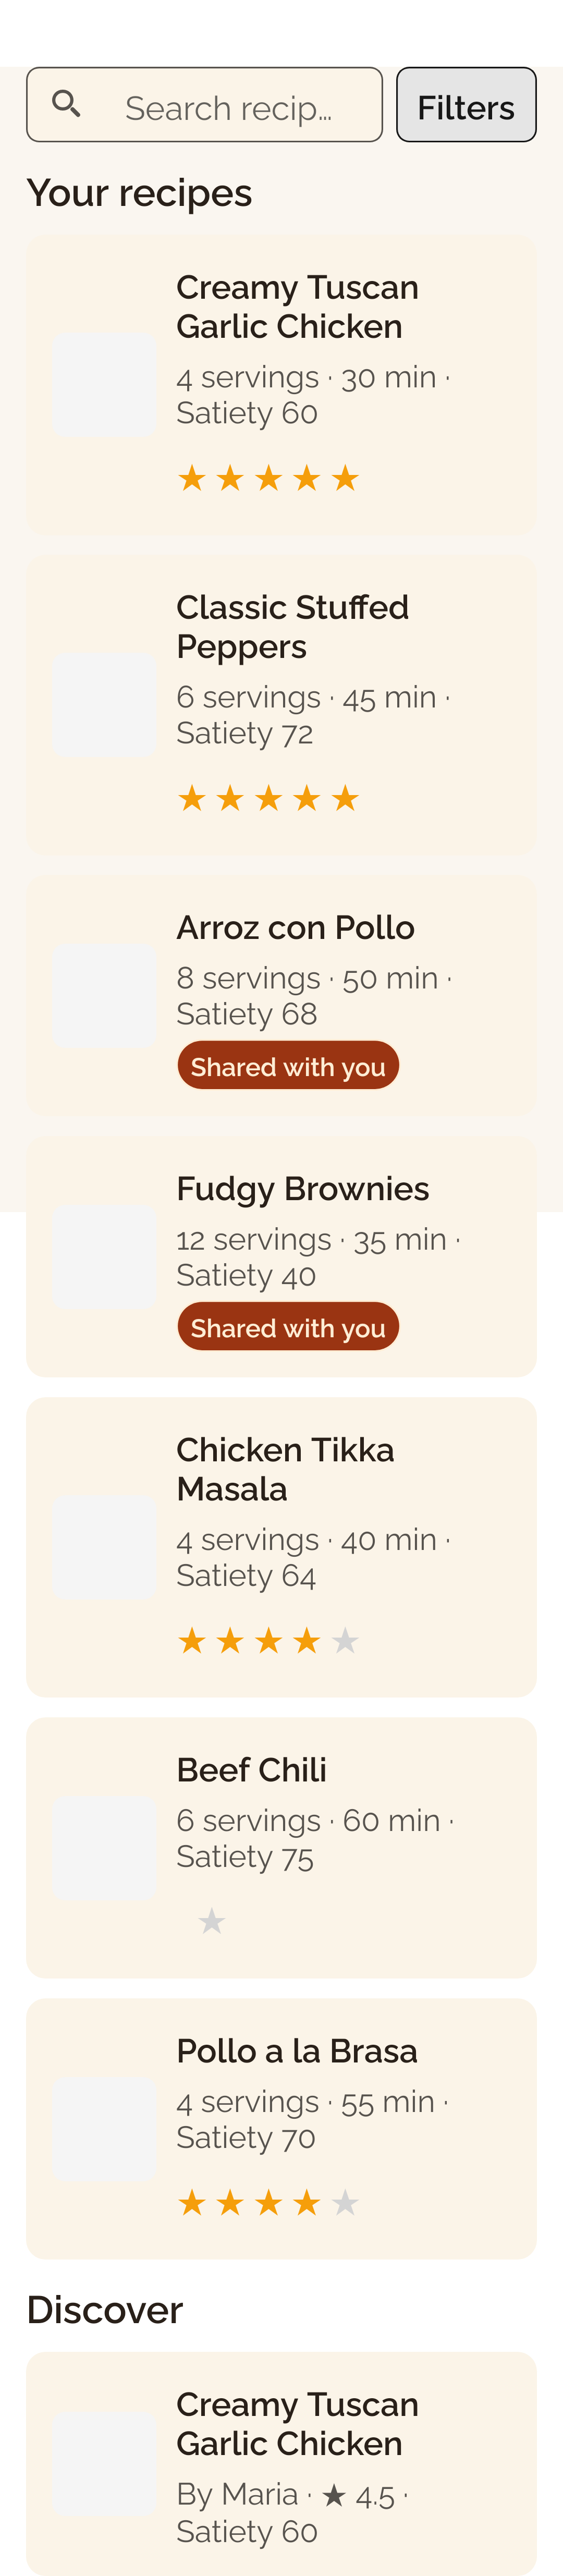 Search recip...
Filters
Your recipes
Creamy Tuscan
Garlic Chicken
4 servings · 30 min ·
Satiety 60
★★★★★
Classic Stuffed
Peppers
6 servings · 45 min ·
Satiety 72
★★★★★
Arroz con Pollo
8 servings · 50 min ·
Satiety 68
Shared with you
Fudgy Brownies
12 servings · 35 min ·
Satiety 40
Shared with you
Chicken Tikka
Masala
4 servings · 40 min ·
Satiety 64
★★★★★
Beef Chili
6 servings · 60 min ·
Satiety 75
★
Pollo a la Brasa
4 servings · 55 min ·
Satiety 70
★★★★★
Discover
Creamy Tuscan
Garlic Chicken
By Maria · ★ 4.5 ·
Satiety 60